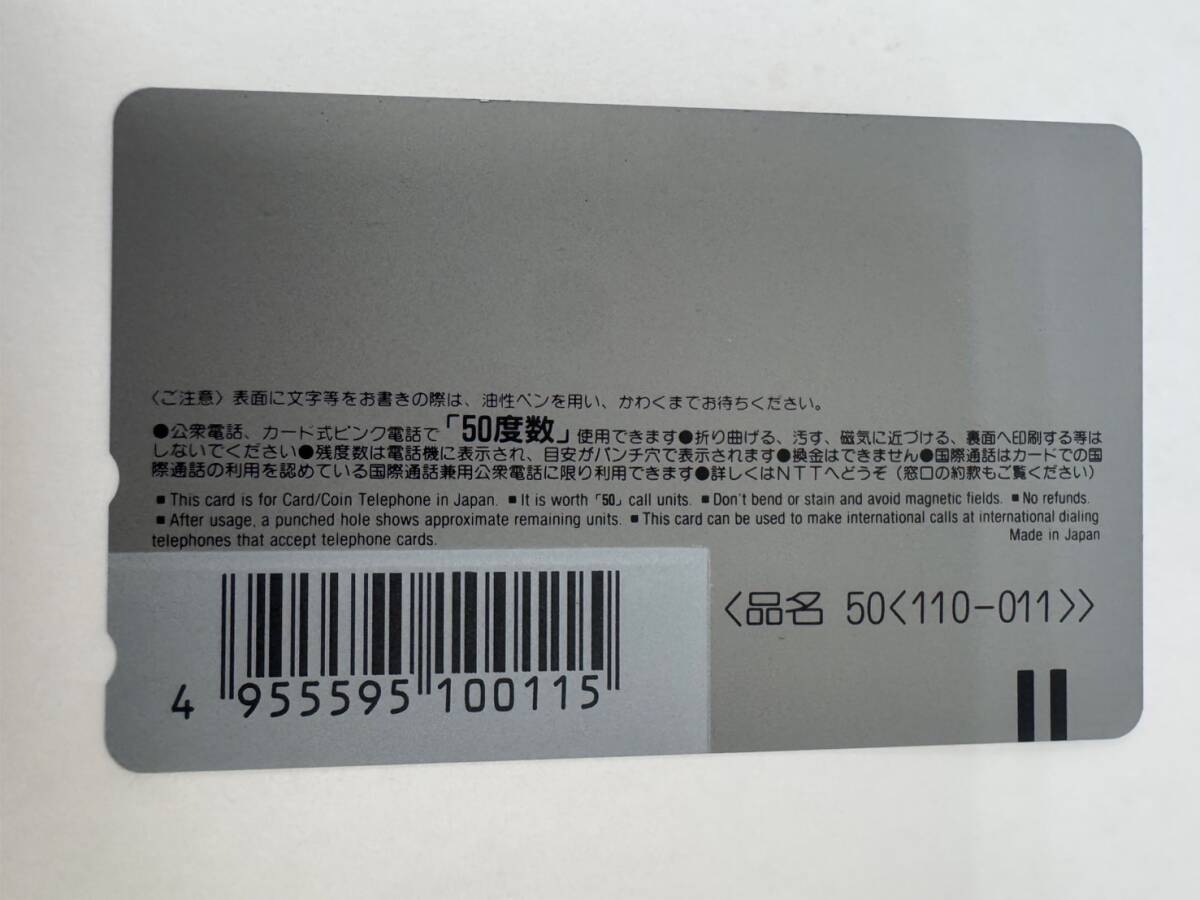 〈ご注意〉表面に文字等をお書きの際は、油性ペンを用い、かわくまでお待ちください。
●公衆電話、カード式ピンク電話で「50度数」使用できます●折り曲げる、汚す、磁気に近づける、裏面へ印刷する等は
しないでください●残度数は電話機に表示され、目安がパンチ穴で表示されます●換金はできません●国際通話はカードでの国
際通話の利用を認めている国際通話兼用公衆電話に限り利用できます●詳しくはNTTへどうぞ(窓口の約款もご覧ください)
■ This card is for Card/Coin Telephone in Japan. ■ It is worth「50」call units. ■ Don't bend or stain and avoid magnetic fields. ■ No refunds.
■ After usage, a punched hole shows approximate remaining units. ■ This card can be used to make international calls at international dialing
telephones that accept telephone cards.
Made in Japan
〈品名 50〈110-011〉〉
4 955595 100115